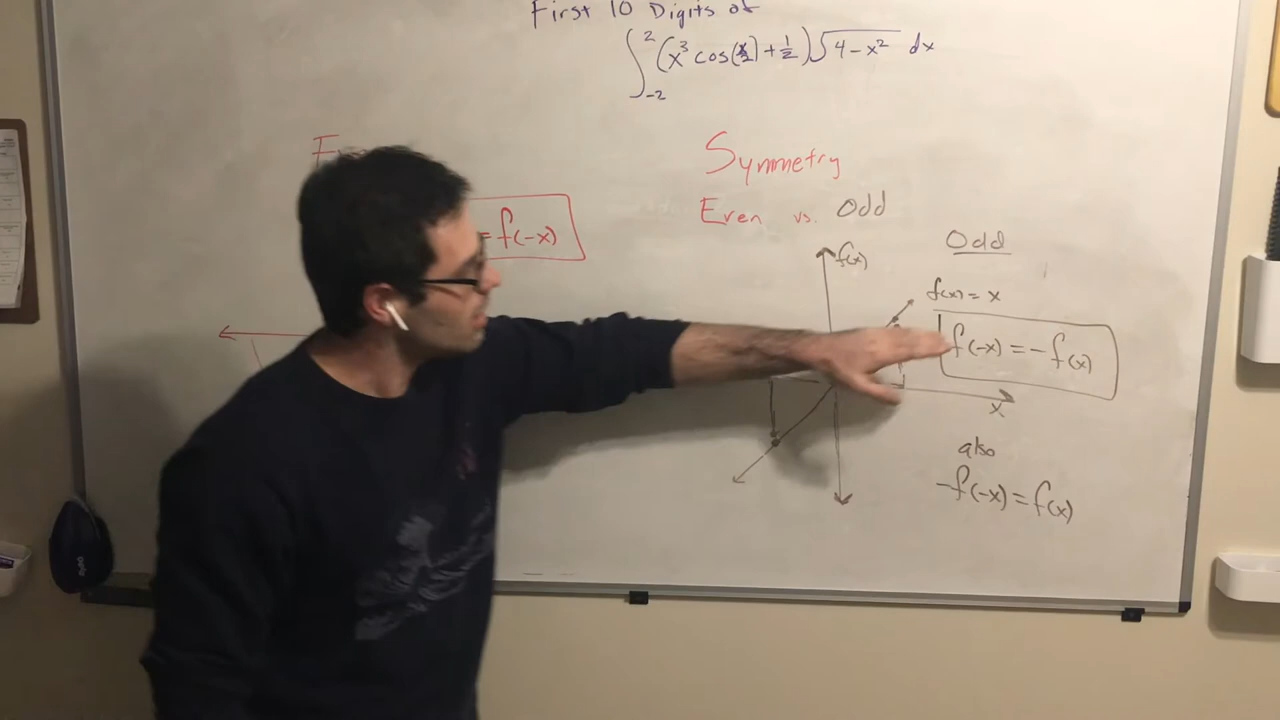 First 10 Digits of
∫_{-2}^{2} (x³ cos(x/2) + 1/2) √(4 - x²) dx
Symmetry
Even vs. Odd
= f(-x)
f(x)
Odd
f(x) = x
f(-x) = -f(x)
x
also
-f(-x) = f(x)